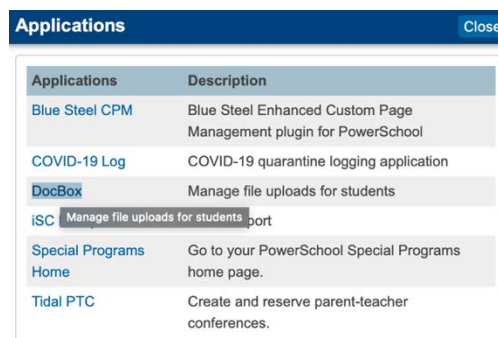 Applications
Close
Applications Description
Blue Steel CPM Blue Steel Enhanced Custom Page
Management plugin for PowerSchool
COVID-19 Log COVID-19 quarantine logging application
DocBox Manage file uploads for students
iSC
Manage file uploads for students
port
Special Programs Go to your PowerSchool Special Programs
Home home page.
Tidal PTC Create and reserve parent-teacher
conferences.